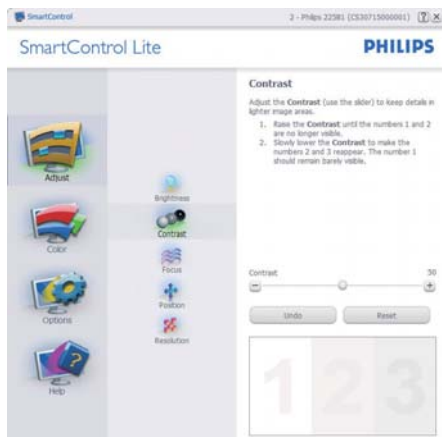 SmartControl
2 - Philips 225B1 (CS30715000001)
SmartControl Lite
PHILIPS
Adjust
Color
Options
Help
Brightness
Contrast
Focus
Position
Resolution
Contrast
Adjust the Contrast (use the slider) to keep details in
lighter image areas.
1. Raise the Contrast until the numbers 1 and 2
are no longer visible.
2. Slowly lower the Contrast to make the
numbers 2 and 3 reappear. The number 1
should remain barely visible.
Contrast
50
Undo
Reset
1 2 3